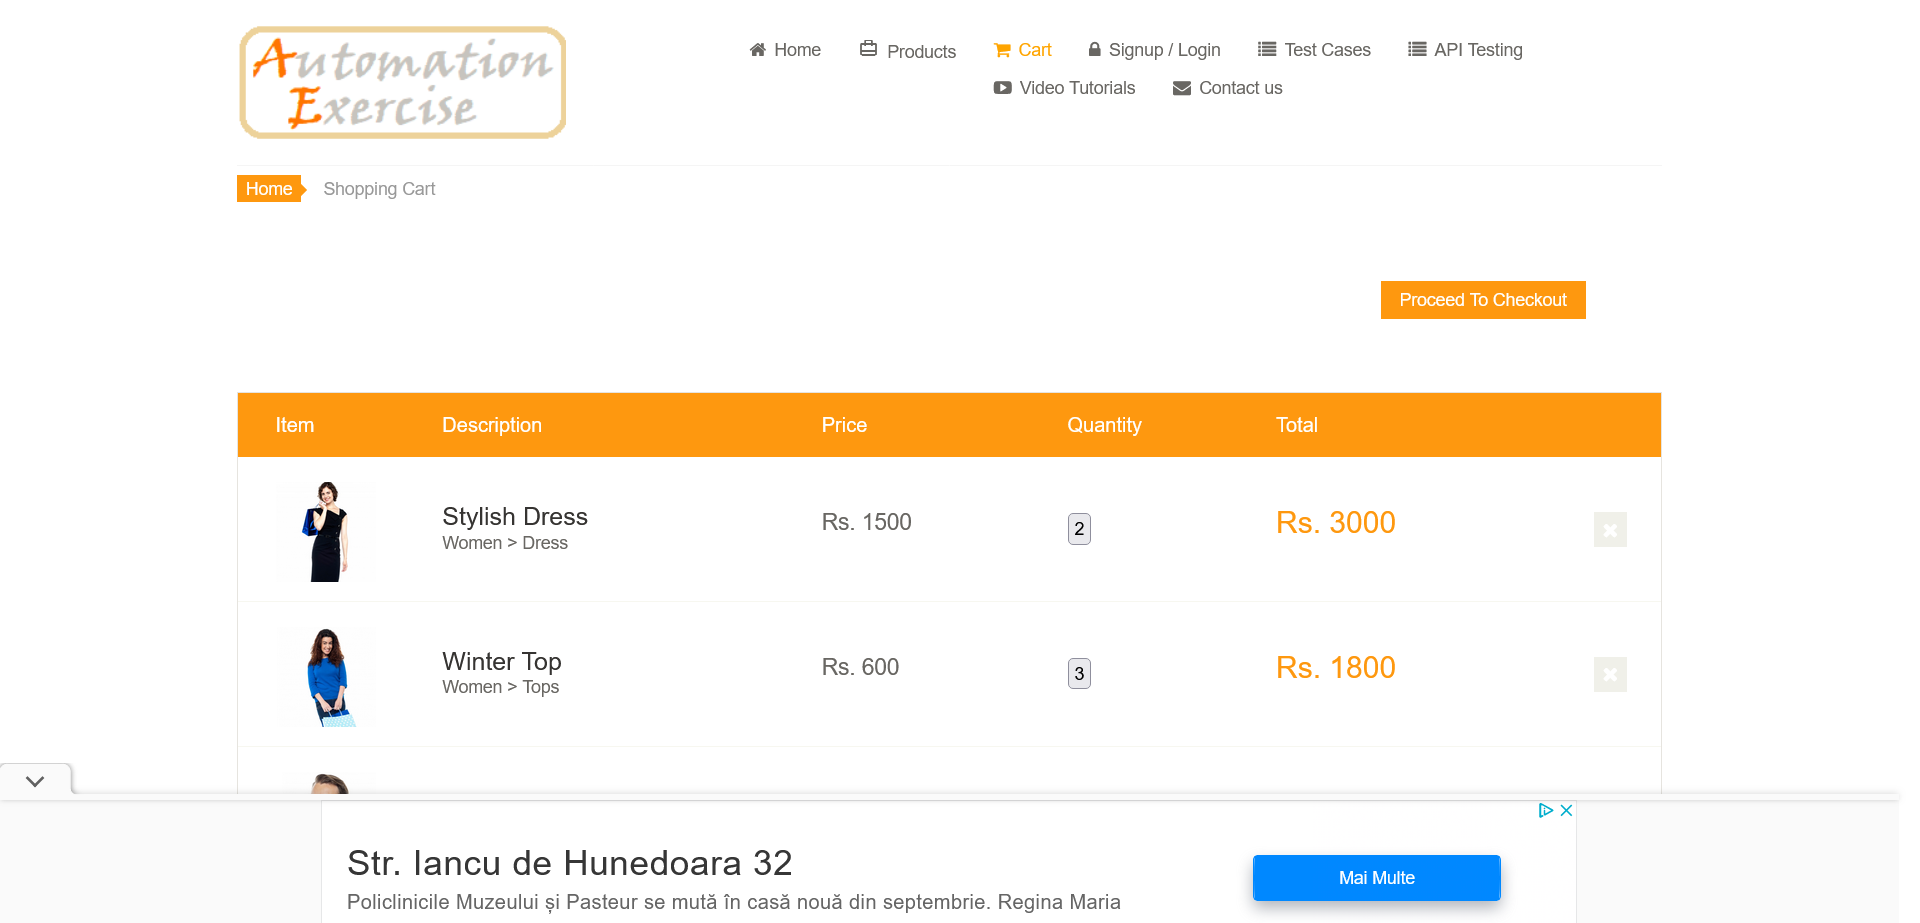 Automation
Exercise
Home Products Cart Signup / Login Test Cases API Testing
Video Tutorials Contact us
Home Shopping Cart
Proceed To Checkout
Item Description Price Quantity Total
Stylish Dress
Women > Dress
Rs. 1500 2 Rs. 3000
Winter Top
Women > Tops
Rs. 600 3 Rs. 1800
Str. Iancu de Hunedoara 32
Policlinicile Muzeului și Pasteur se mută în casă nouă din septembrie. Regina Maria
Mai Multe